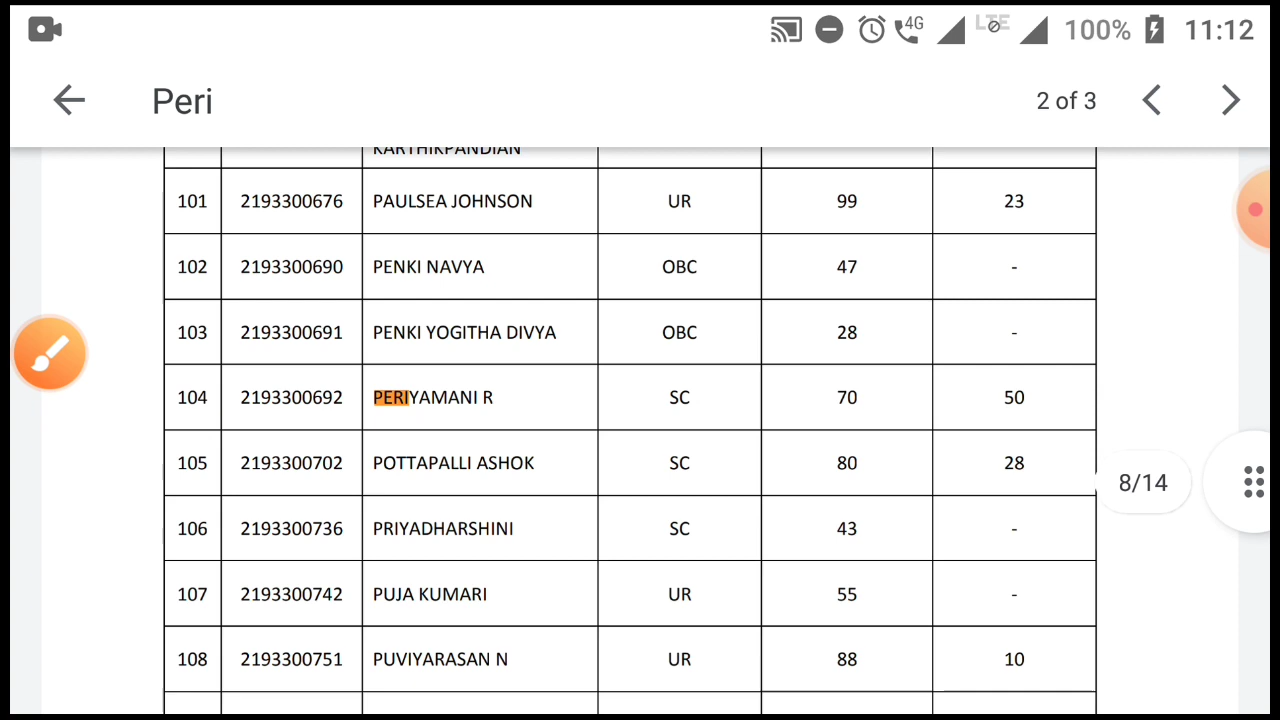 4G LTE 100% 11:12
Peri 2 of 3
KARTHIKPANDIAN
101 2193300676 PAULSEA JOHNSON UR 99 23
102 2193300690 PENKI NAVYA OBC 47 -
103 2193300691 PENKI YOGITHA DIVYA OBC 28 -
104 2193300692 PERIYAMANI R SC 70 50
105 2193300702 POTTAPALLI ASHOK SC 80 28
8/14
106 2193300736 PRIYADHARSHINI SC 43 -
107 2193300742 PUJA KUMARI UR 55 -
108 2193300751 PUVIYARASAN N UR 88 10